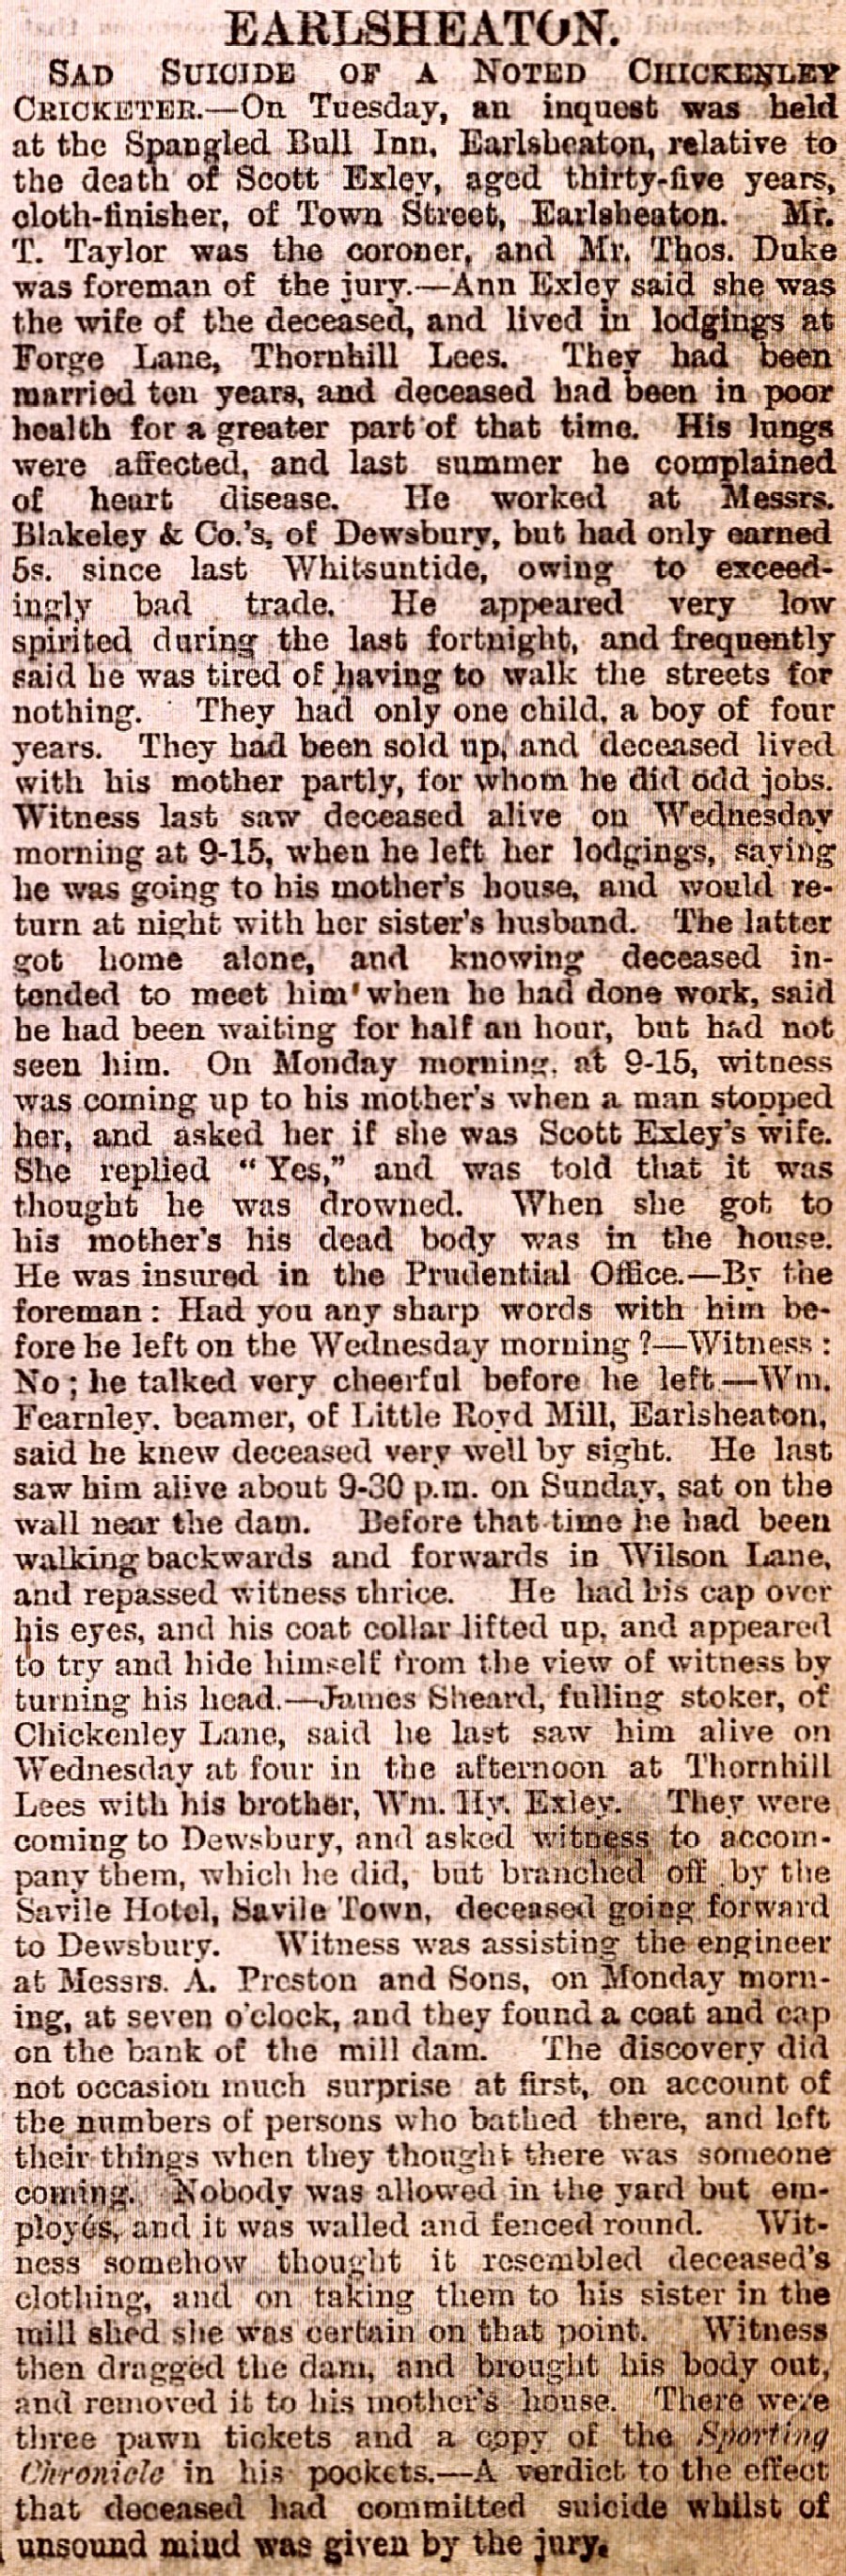 EARLSHEATON.
SAD SUICIDE OF A NOTED CHICKENLEY
CRICKETER.—On Tuesday, an inquest was held
at the Spangled Bull Inn, Earlsheaton, relative to
the death of Scott Exley, aged thirty-five years,
cloth-finisher, of Town Street, Earlsheaton. Mr.
T. Taylor was the coroner, and Mr. Thos. Duke
was foreman of the jury.—Ann Exley said she was
the wife of the deceased, and lived in lodgings at
Forge Lane, Thornhill Lees. They had been
married ten years, and deceased had been in poor
health for a greater part of that time. His lungs
were affected, and last summer he complained
of heart disease. He worked at Messrs.
Blakeley & Co.'s, of Dewsbury, but had only earned
5s. since last Whitsuntide, owing to exceed-
ingly bad trade. He appeared very low
spirited during the last fortnight, and frequently
said he was tired of having to walk the streets for
nothing. They had only one child, a boy of four
years. They had been sold up, and deceased lived
with his mother partly, for whom he did odd jobs.
Witness last saw deceased alive on Wednesday
morning at 9-15, when he left her lodgings, saying
he was going to his mother's house, and would re-
turn at night with her sister's husband. The latter
got home alone, and knowing deceased in-
tended to meet him when he had done work, said
he had been waiting for half an hour, but had not
seen him. On Monday morning, at 9-15, witness
was coming up to his mother's when a man stopped
her, and asked her if she was Scott Exley's wife.
She replied "Yes," and was told that it was
thought he was drowned. When she got to
his mother's his dead body was in the house.
He was insured in the Prudential Office.—By the
foreman: Had you any sharp words with him be-
fore he left on the Wednesday morning?—Witness:
No; he talked very cheerful before he left—Wm.
Fearnley, beamer, of Little Royd Mill, Earlsheaton,
said he knew deceased very well by sight. He last
saw him alive about 9-30 p.m. on Sunday, sat on the
wall near the dam. Before that time he had been
walking backwards and forwards in Wilson Lane,
and repassed witness thrice. He had his cap over
his eyes, and his coat collar lifted up, and appeared
to try and hide himself from the view of witness by
turning his head.—James Sheard, fulling stoker, of
Chickenley Lane, said he last saw him alive on
Wednesday at four in the afternoon at Thornhill
Lees with his brother, Wm. Hy. Exley. They were
coming to Dewsbury, and asked witness to accom-
pany them, which he did, but branched off by the
Savile Hotel, Savile Town, deceased going forward
to Dewsbury. Witness was assisting the engineer
at Messrs. A. Preston and Sons, on Monday morn-
ing, at seven o'clock, and they found a coat and cap
on the bank of the mill dam. The discovery did
not occasion much surprise at first, on account of
the numbers of persons who bathed there, and left
their things when they thought there was someone
coming. Nobody was allowed in the yard but em-
ployés, and it was walled and fenced round. Wit-
ness somehow thought it resembled deceased's
clothing, and on taking them to his sister in the
mill shed she was certain on that point. Witness
then dragged the dam, and brought his body out,
and removed it to his mother's house. There were
three pawn tickets and a copy of the Sporting
Chronicle in his pockets.—A verdict to the effect
that deceased had committed suicide whilst of
unsound mind was given by the jury.